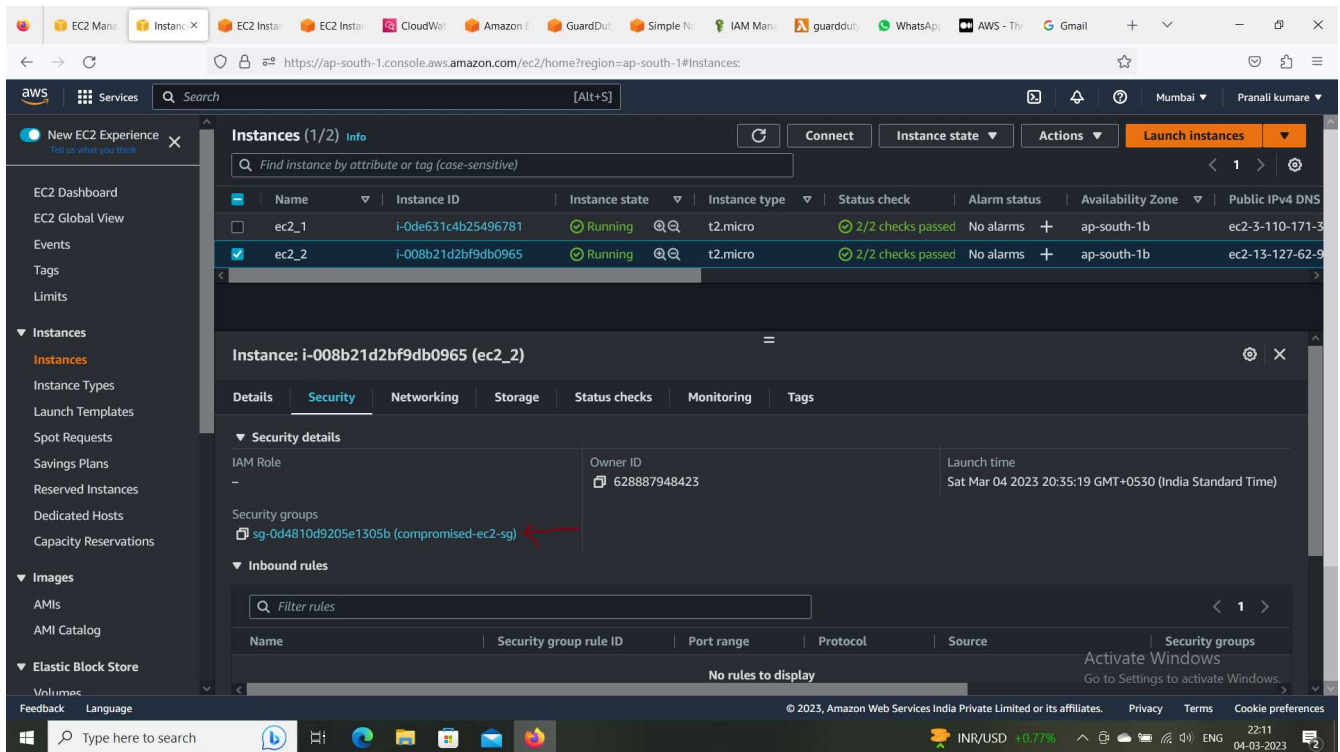 EC2 Mana
Instanc
EC2 Instan
EC2 Instan
CloudWat
Amazon E
GuardDut
Simple No
IAM Mana
guardduty
WhatsApp
AWS - Thr
Gmail
https://ap-south-1.console.aws.amazon.com/ec2/home?region=ap-south-1#Instances:
aws Services Search [Alt+S] Mumbai ▼ Pranali kumare ▼
New EC2 Experience
Tell us what you think
EC2 Dashboard
EC2 Global View
Events
Tags
Limits
▼ Instances
Instances
Instance Types
Launch Templates
Spot Requests
Savings Plans
Reserved Instances
Dedicated Hosts
Capacity Reservations
▼ Images
AMIs
AMI Catalog
▼ Elastic Block Store
Volumes
Instances (1/2) Info Connect Instance state ▼ Actions ▼ Launch instances ▼
Find instance by attribute or tag (case-sensitive) 1
Name Instance ID Instance state Instance type Status check Alarm status Availability Zone Public IPv4 DNS
ec2_1 i-0de631c4b25496781 Running t2.micro 2/2 checks passed No alarms + ap-south-1b ec2-3-110-171-3
ec2_2 i-008b21d2bf9db0965 Running t2.micro 2/2 checks passed No alarms + ap-south-1b ec2-13-127-62-9
Instance: i-008b21d2bf9db0965 (ec2_2)
Details Security Networking Storage Status checks Monitoring Tags
▼ Security details
IAM Role Owner ID Launch time
– 628887948423 Sat Mar 04 2023 20:35:19 GMT+0530 (India Standard Time)
Security groups
sg-0d4810d9205e1305b (compromised-ec2-sg)
▼ Inbound rules
Filter rules 1
Name Security group rule ID Port range Protocol Source Security groups
No rules to display
Activate Windows
Go to Settings to activate Windows.
Feedback Language © 2023, Amazon Web Services India Private Limited or its affiliates. Privacy Terms Cookie preferences
Type here to search INR/USD +0.77% ENG 22:11
04-03-2023 2